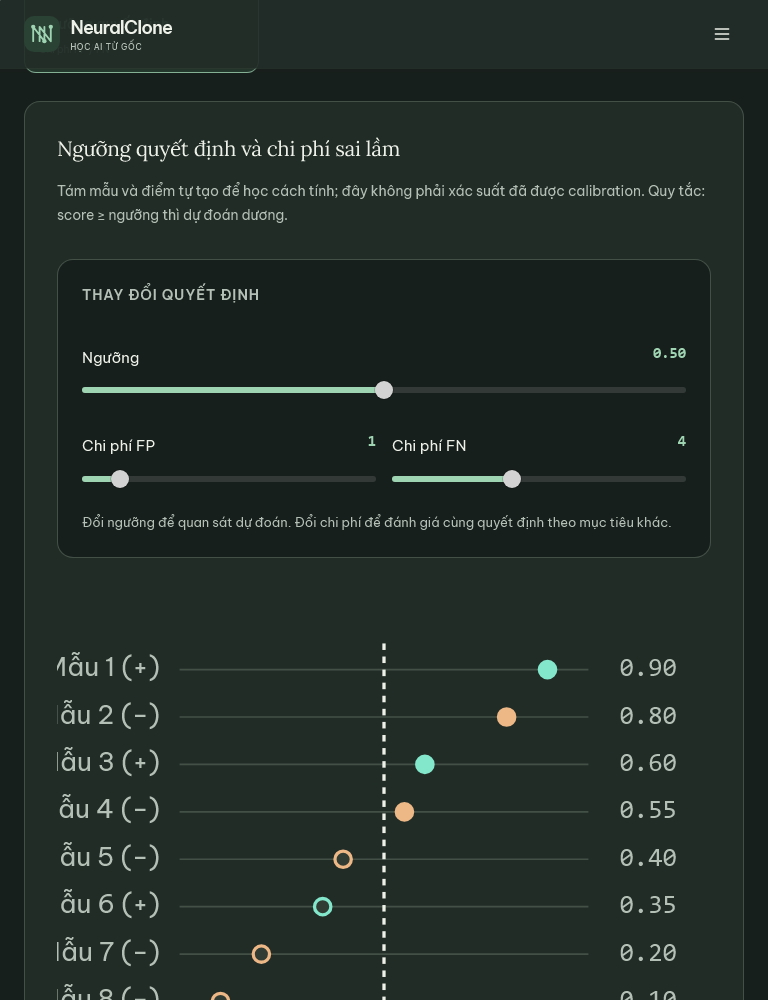 NeuralClone
HỌC AI TỪ GỐC
Ngưỡng quyết định và chi phí sai lầm
Tám mẫu và điểm tự tạo để học cách tính; đây không phải xác suất đã được calibration. Quy tắc:
score ≥ ngưỡng thì dự đoán dương.
THAY ĐỔI QUYẾT ĐỊNH
Ngưỡng 0.50
Chi phí FP 1 Chi phí FN 4
Đổi ngưỡng để quan sát dự đoán. Đổi chi phí để đánh giá cùng quyết định theo mục tiêu khác.
Mẫu 1 (+) 0.90
ẫu 2 (−) 0.80
ẫu 3 (+) 0.60
ẫu 4 (−) 0.55
ẫu 5 (−) 0.40
ẫu 6 (+) 0.35
ẫu 7 (−) 0.20
ẫu 8 (−) 0.10